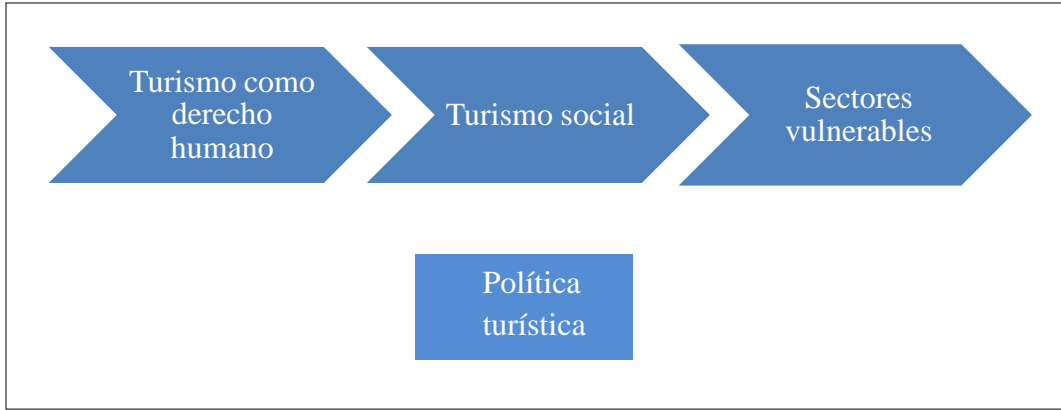 Turismo como
derecho
humano
Turismo social
Sectores
vulnerables
Política
turística